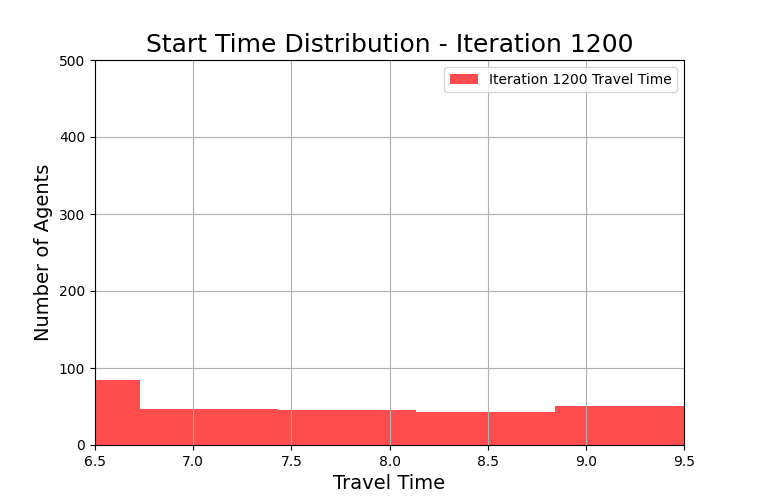 Start Time Distribution - Iteration 1200
500
Iteration 1200 Travel Time
400
300
200
100
0
Number of Agents
6.5 7.0 7.5 8.0 8.5 9.0 9.5
Travel Time